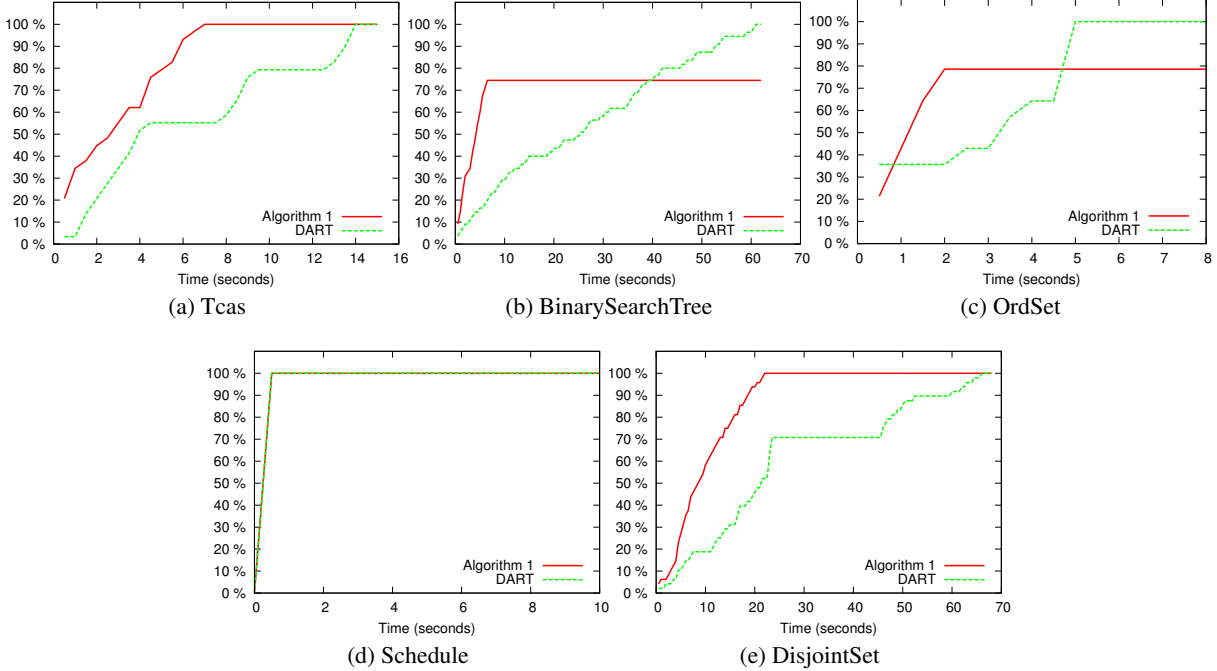 100 %
90 %
80 %
70 %
60 %
50 %
40 %
30 %
20 %
10 %
0 %
0 2 4 6 8 10 12 14 16
Time (seconds)
Algorithm 1
DART
(a) Tcas
100 %
90 %
80 %
70 %
60 %
50 %
40 %
30 %
20 %
10 %
0 %
0 10 20 30 40 50 60 70
Time (seconds)
Algorithm 1
DART
(b) BinarySearchTree
100 %
90 %
80 %
70 %
60 %
50 %
40 %
30 %
20 %
10 %
0 %
0 1 2 3 4 5 6 7 8
Time (seconds)
Algorithm 1
DART
(c) OrdSet
100 %
90 %
80 %
70 %
60 %
50 %
40 %
30 %
20 %
10 %
0 %
0 2 4 6 8 10
Time (seconds)
Algorithm 1
DART
(d) Schedule
100 %
90 %
80 %
70 %
60 %
50 %
40 %
30 %
20 %
10 %
0 %
0 10 20 30 40 50 60 70
Time (seconds)
Algorithm 1
DART
(e) DisjointSet